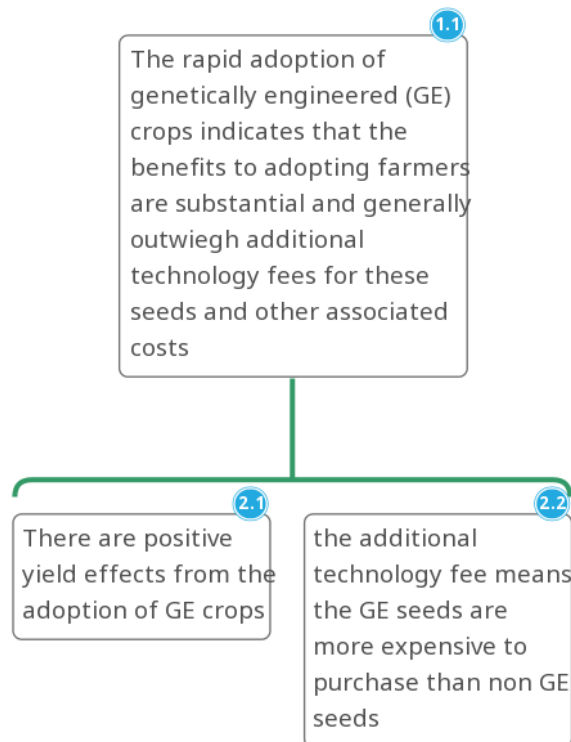 1.1
The rapid adoption of
genetically engineered (GE)
crops indicates that the
benefits to adopting farmers
are substantial and generally
outwiegh additional
technology fees for these
seeds and other associated
costs
2.1
There are positive
yield effects from the
adoption of GE crops
2.2
the additional
technology fee means
the GE seeds are
more expensive to
purchase than non GE
seeds